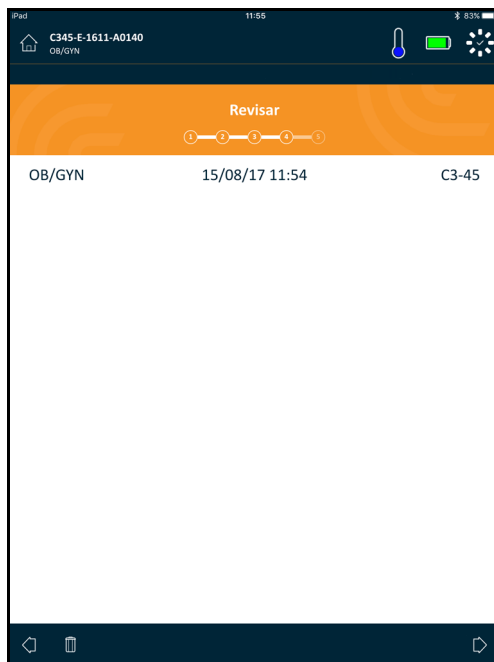 iPad 11:55 83%
C345-E-1611-A0140
OB/GYN
Revisar
1 2 3 4 5
OB/GYN 15/08/17 11:54 C3-45